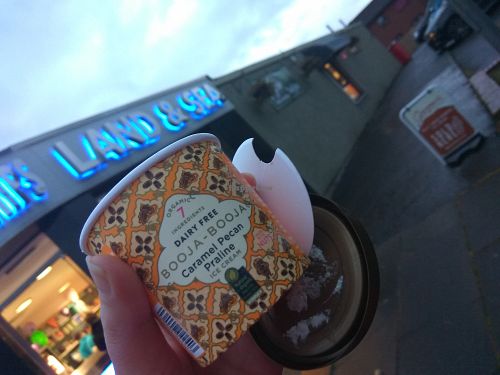 LAND & SEA
ORGANIC
7
INGREDIENTS
DAIRY FREE
BOOJA-BOOJA
Caramel Pecan
Praline
ICE CREAM